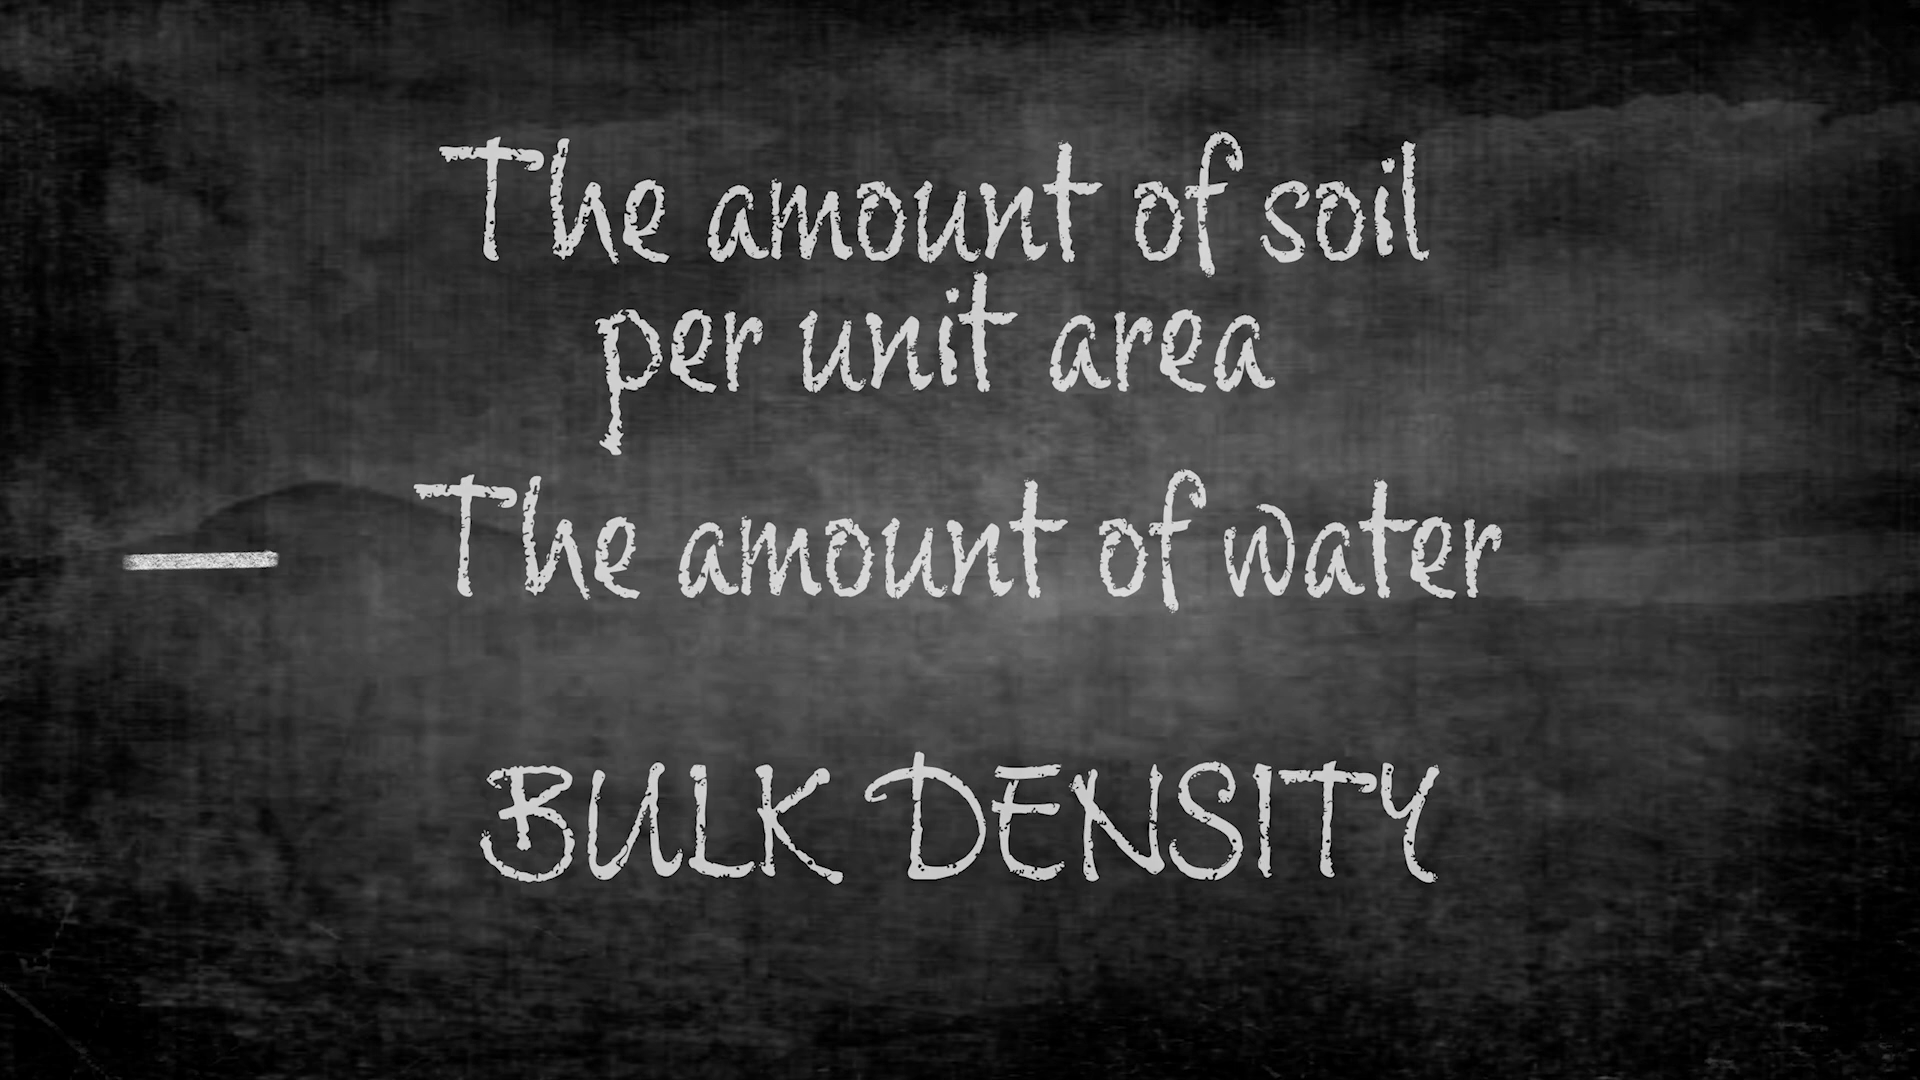 The amount of soil
per unit area
— The amount of water
BULK DENSITY